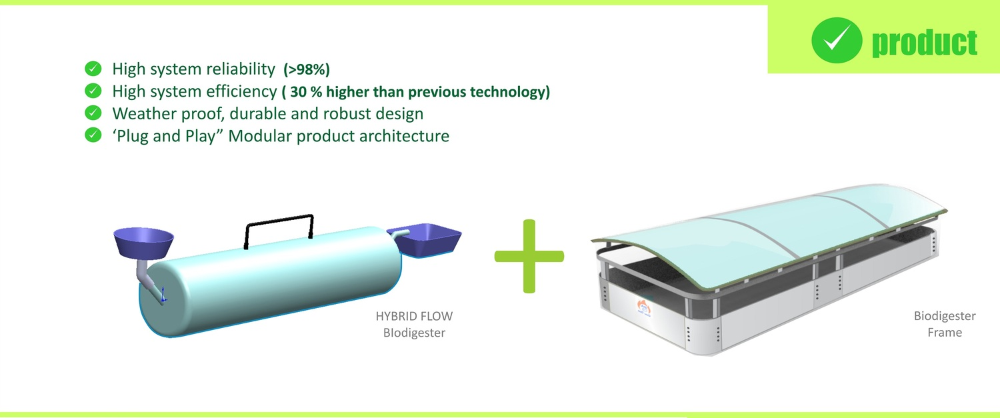 product
High system reliability (>98%)
High system efficiency ( 30 % higher than previous technology)
Weather proof, durable and robust design
‘Plug and Play” Modular product architecture
HYBRID FLOW
BIodigester
Biodigester
Frame